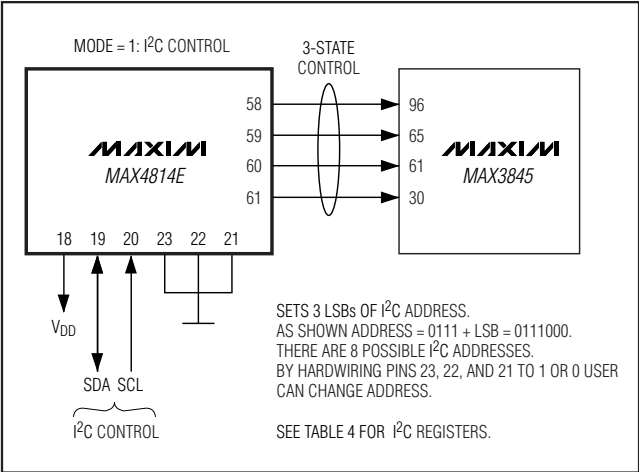 MODE = 1: I2C CONTROL
3-STATE
CONTROL
58
59
60
61
96
65
61
30
MAXIM
MAX4814E
MAXIM
MAX3845
18 19 20 23 22 21
VDD
SDA SCL
I2C CONTROL
SETS 3 LSBs OF I2C ADDRESS.
AS SHOWN ADDRESS = 0111 + LSB = 0111000.
THERE ARE 8 POSSIBLE I2C ADDRESSES.
BY HARDWIRING PINS 23, 22, AND 21 TO 1 OR 0 USER
CAN CHANGE ADDRESS.
SEE TABLE 4 FOR I2C REGISTERS.